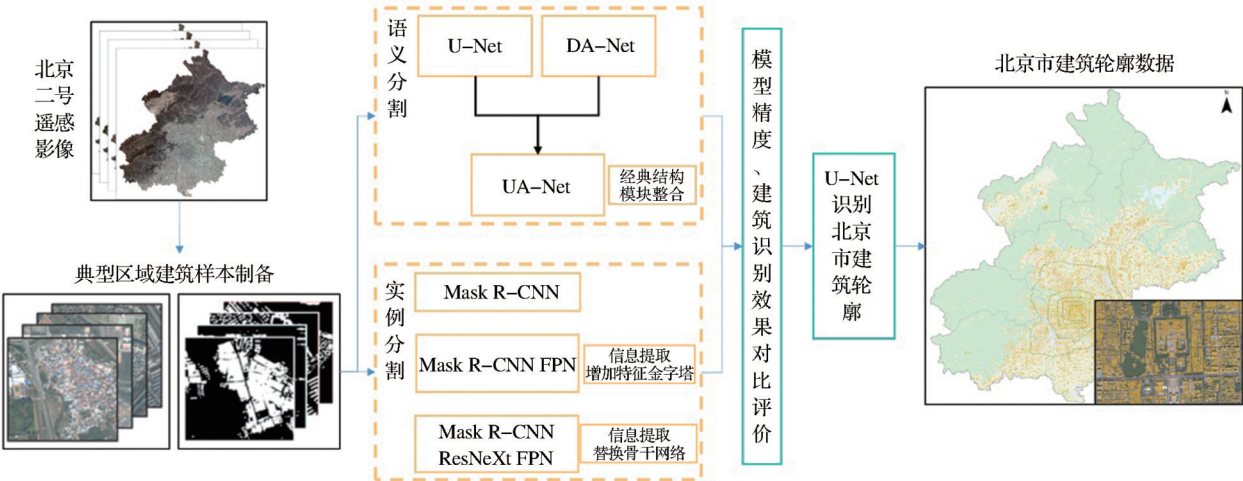 北京
二号
遥感
影像
典型区域建筑样本制备
语义分割
U-Net
DA-Net
UA-Net
经典结构
模块整合
实例分割
Mask R-CNN
Mask R-CNN FPN
信息提取
增加特征金字塔
Mask R-CNN
ResNeXt FPN
信息提取
替换骨干网络
模型精度、建筑识别效果对比评价
U-Net
识别
北京
市建
筑轮
廓
北京市建筑轮廓数据
N